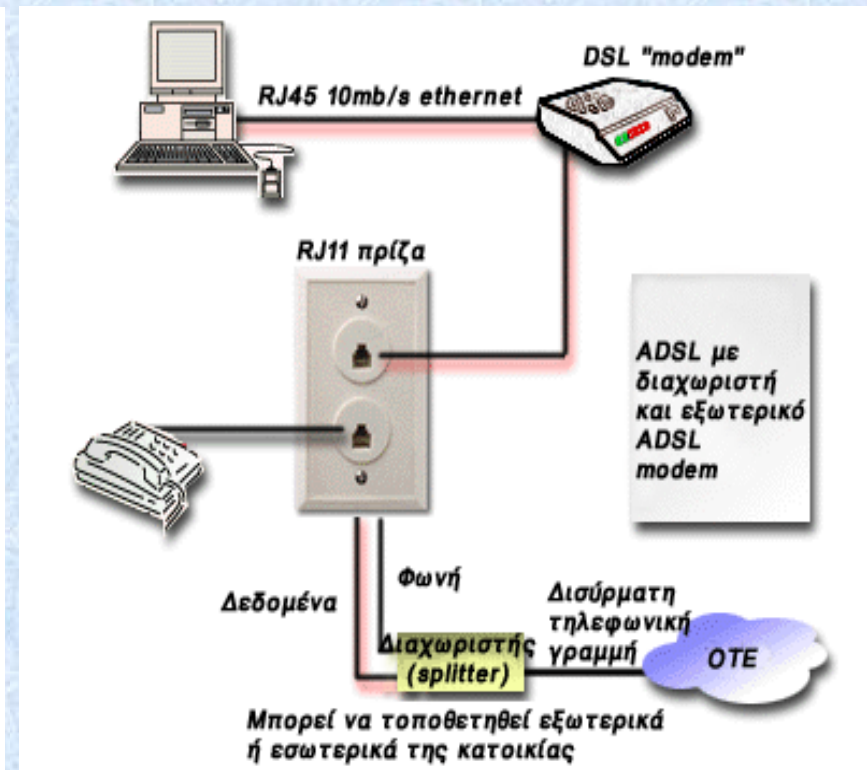 DSL "modem"
RJ45 10mb/s ethernet
RJ11 πρίζα
ADSL με
διαχωριστή
και εξωτερικό
ADSL
modem
Φωνή
Δεδομένα
Δισύρματη
τηλεφωνική
γραμμή
Διαχωριστής
(splitter)
ΟΤΕ
Μπορεί να τοποθετηθεί εξωτερικά
ή εσωτερικά της κατοικίας